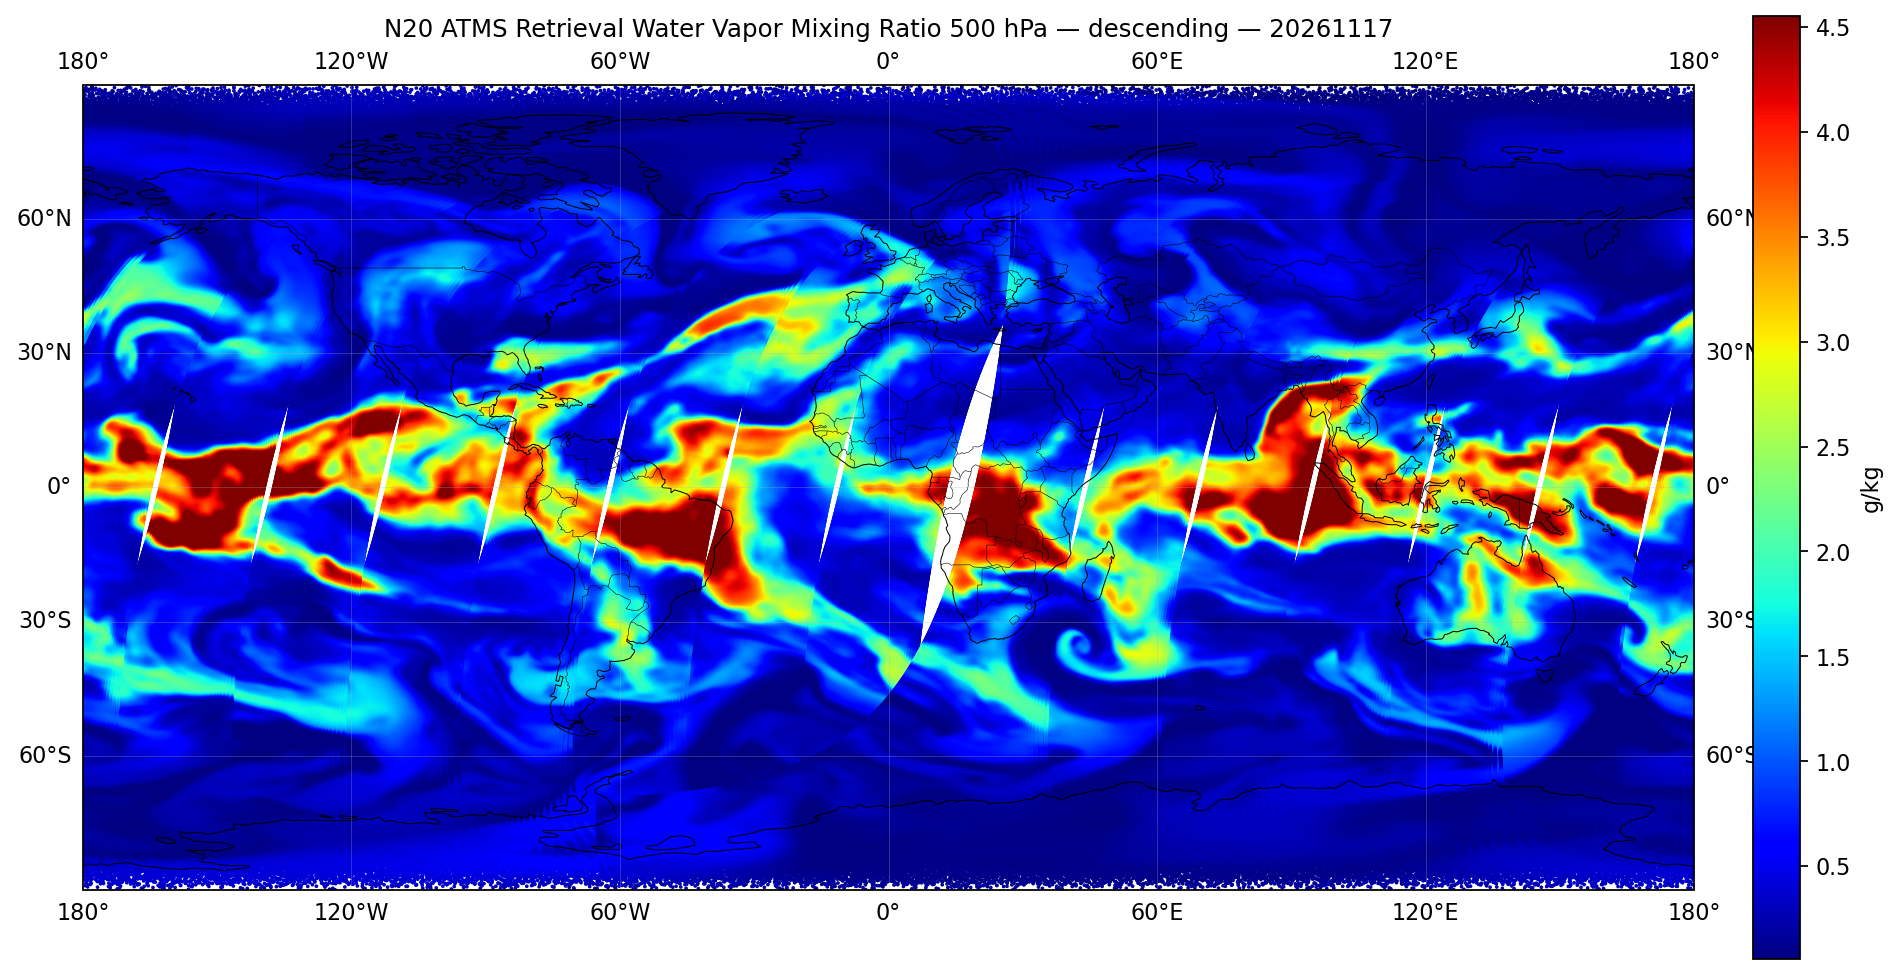 N20 ATMS Retrieval Water Vapor Mixing Ratio 500 hPa — descending — 20261117
180° 120°W 60°W 0° 60°E 120°E 180°
60°N 60°N
30°N 30°N
0° 0°
30°S 30°S
60°S 60°S
180° 120°W 60°W 0° 60°E 120°E 180°
4.5
4.0
3.5
3.0
2.5
2.0
1.5
1.0
0.5
g/kg